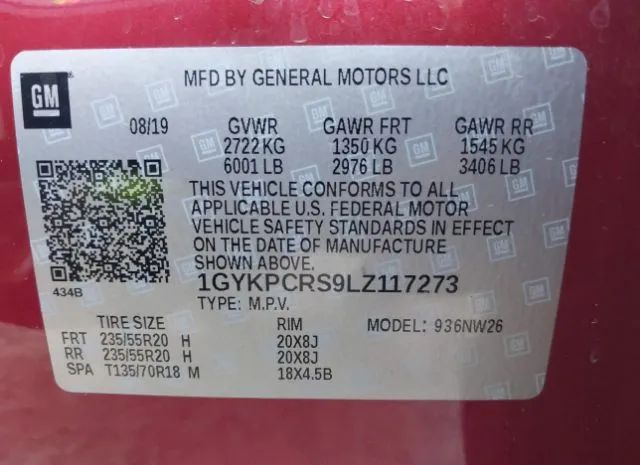 GM
MFD BY GENERAL MOTORS LLC
08/19 GVWR GAWR FRT GAWR RR
2722 KG 1350 KG 1545 KG
6001 LB 2976 LB 3406 LB
THIS VEHICLE CONFORMS TO ALL
APPLICABLE U.S. FEDERAL MOTOR
VEHICLE SAFETY STANDARDS IN EFFECT
ON THE DATE OF MANUFACTURE
SHOWN ABOVE.
434B
1GYKPCRS9LZ117273
TYPE: M.P.V.
TIRE SIZE RIM MODEL: 936NW26
FRT 235/55R20 H 20X8J
RR 235/55R20 H 20X8J
SPA T135/70R18 M 18X4.5B